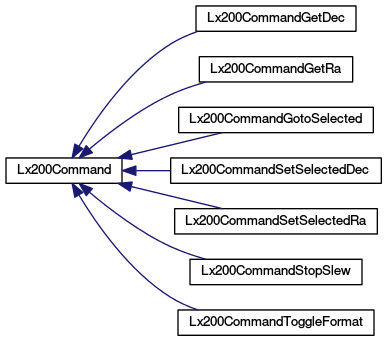 Lx200CommandGetDec
Lx200CommandGetRa
Lx200CommandGotoSelected
Lx200Command
Lx200CommandSetSelectedDec
Lx200CommandSetSelectedRa
Lx200CommandStopSlew
Lx200CommandToggleFormat